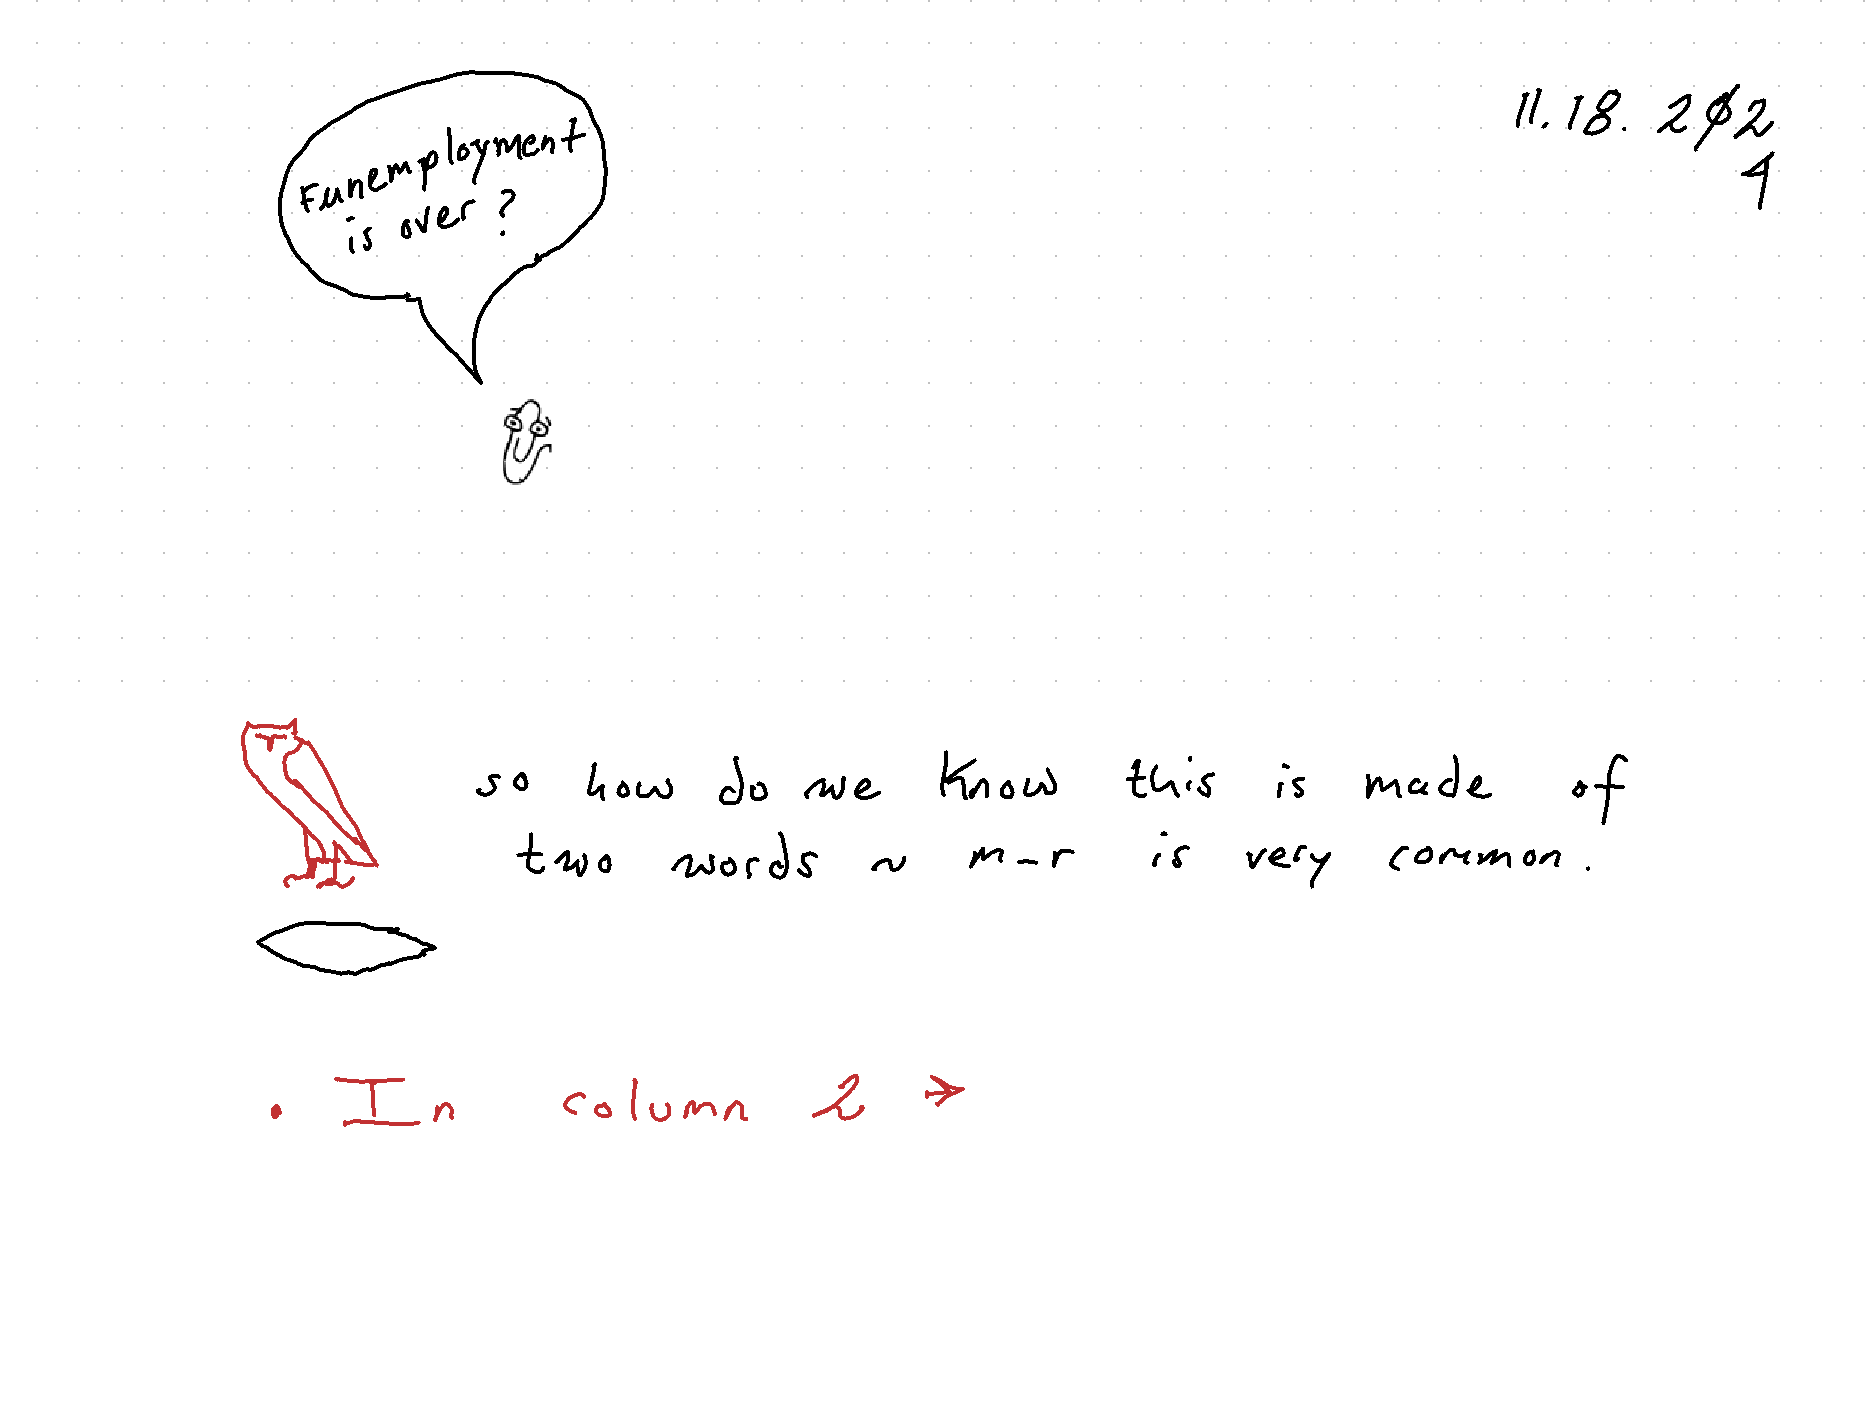 11.18.2024
Funemployment
is over?
so how do we know this is made of
two words ~ m-r is very common.
• In column 2 →